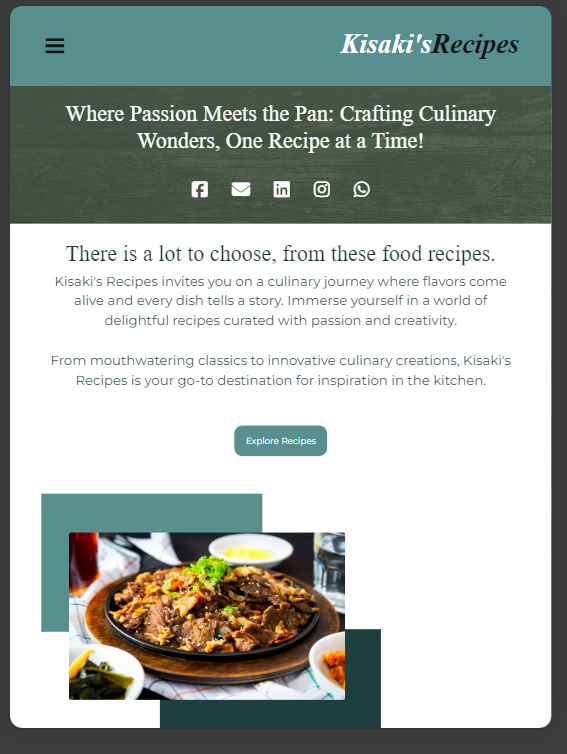 Kisaki'sRecipes
Where Passion Meets the Pan: Crafting Culinary
Wonders, One Recipe at a Time!
There is a lot to choose, from these food recipes.
Kisaki's Recipes invites you on a culinary journey where flavors come
alive and every dish tells a story. Immerse yourself in a world of
delightful recipes curated with passion and creativity.
From mouthwatering classics to innovative culinary creations, Kisaki's
Recipes is your go-to destination for inspiration in the kitchen.
Explore Recipes